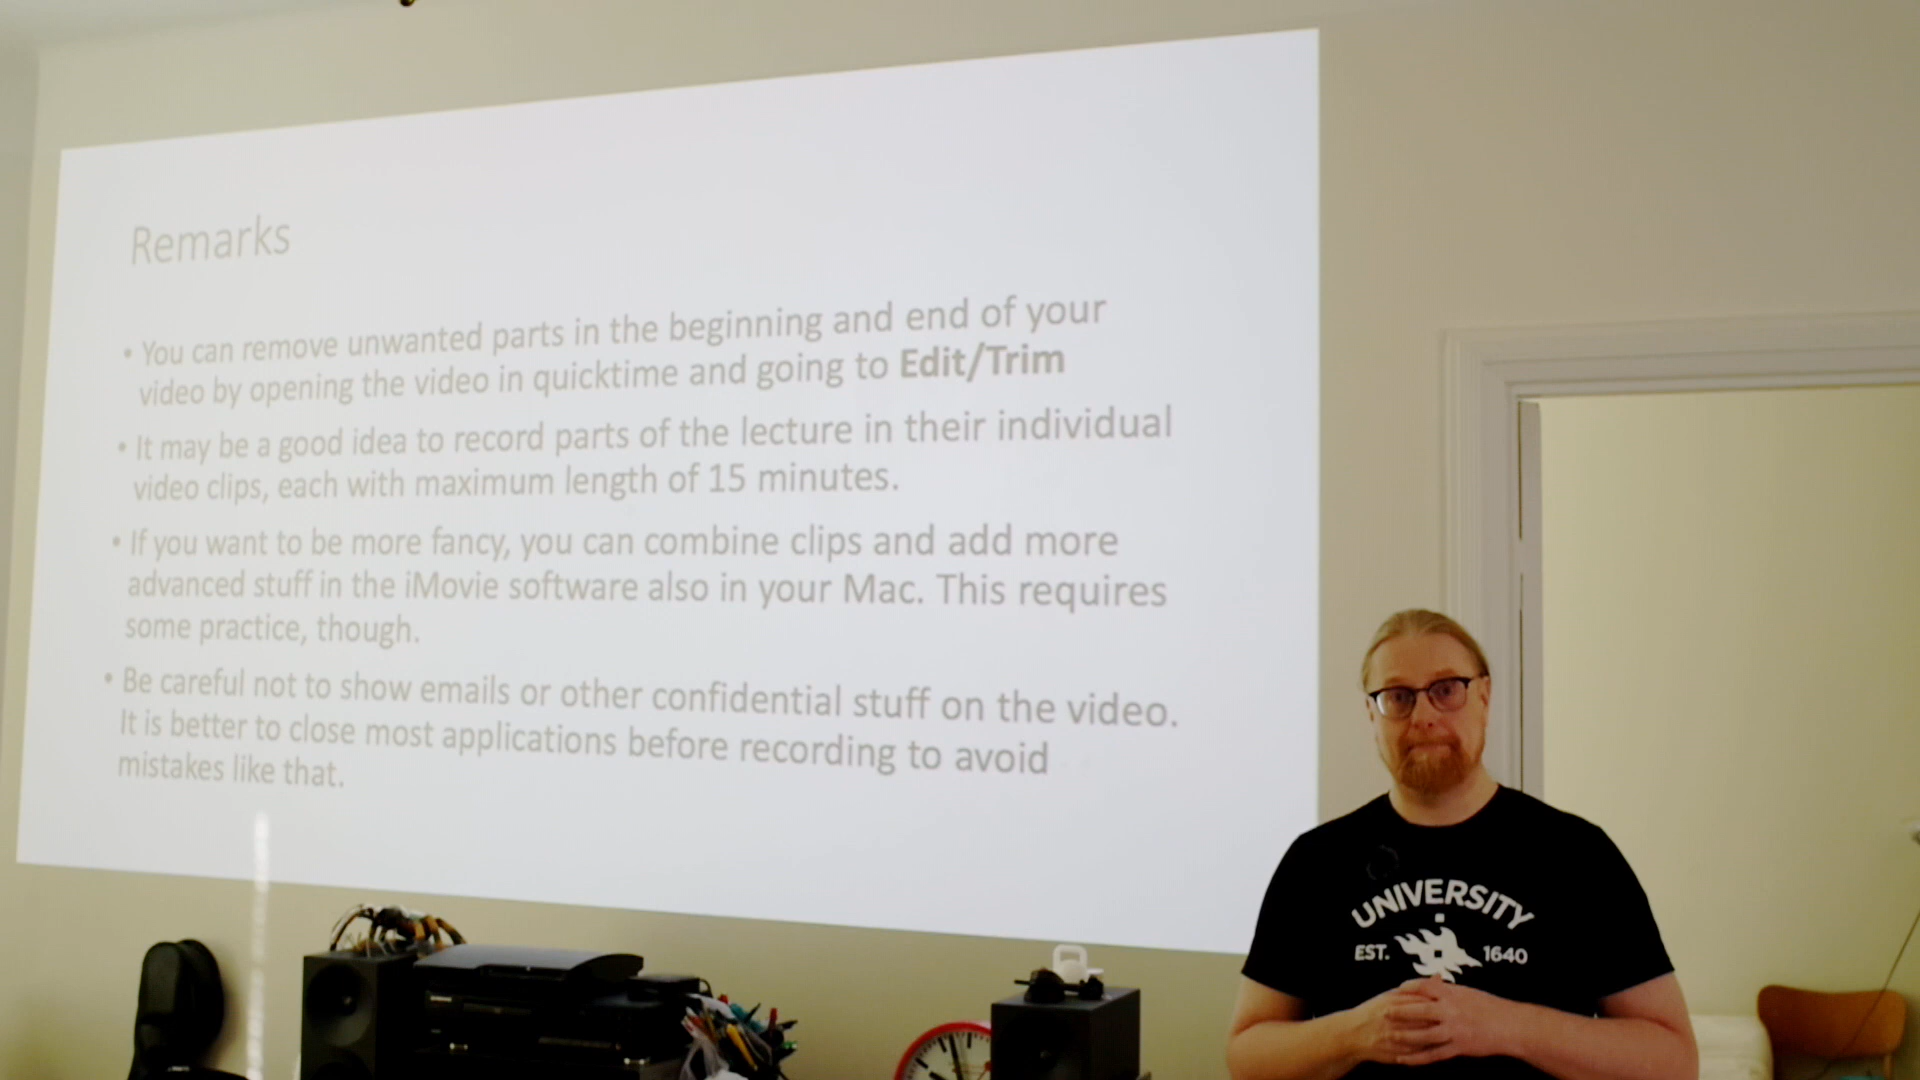 Remarks
• You can remove unwanted parts in the beginning and end of your
video by opening the video in quicktime and going to Edit/Trim
• It may be a good idea to record parts of the lecture in their individual
video clips, each with maximum length of 15 minutes.
• If you want to be more fancy, you can combine clips and add more
advanced stuff in the iMovie software also in your Mac. This requires
some practice, though.
• Be careful not to show emails or other confidential stuff on the video.
It is better to close most applications before recording to avoid
mistakes like that.
UNIVERSITY
EST. 1640